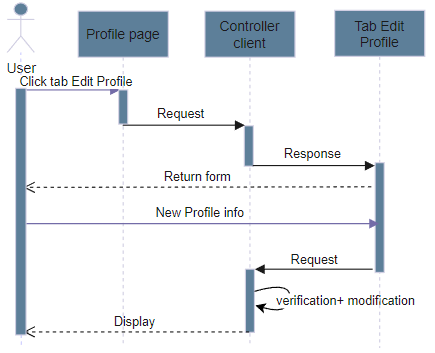 Profile page
Controller
client
Tab Edit
Profile
User
Click tab Edit Profile
Request
Response
Return form
New Profile info
Request
verification+ modification
Display